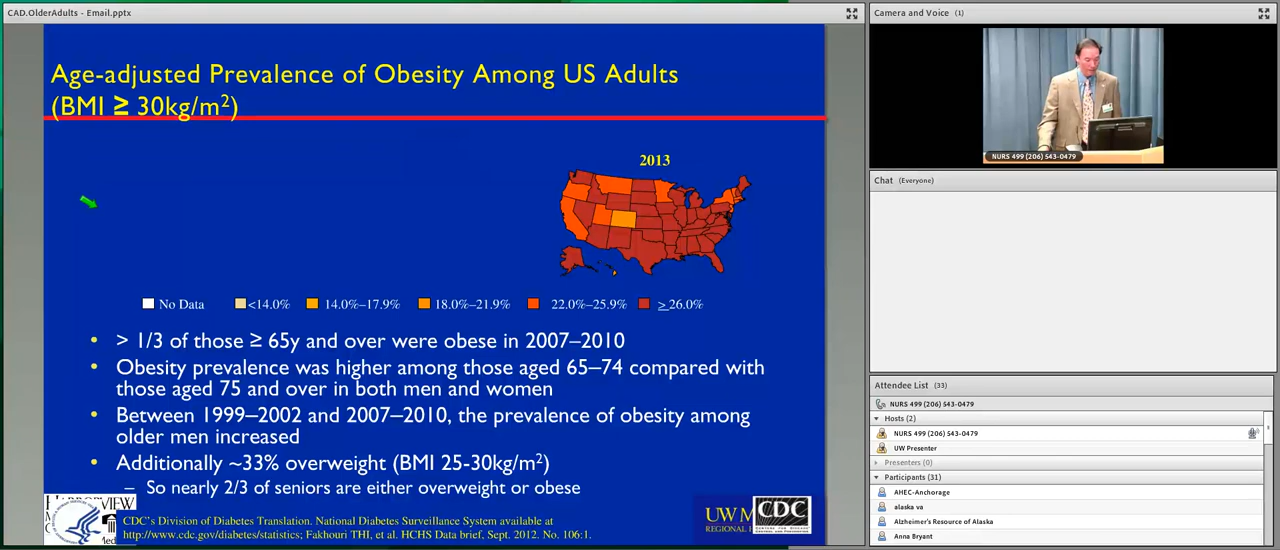 CAD.OlderAdults - Email.pptx
Age-adjusted Prevalence of Obesity Among US Adults
(BMI ≥ 30kg/m²)
2013
No Data <14.0% 14.0%–17.9% 18.0%–21.9% 22.0%–25.9% ≥ 26.0%
• > 1/3 of those ≥ 65y and over were obese in 2007–2010
• Obesity prevalence was higher among those aged 65–74 compared with
those aged 75 and over in both men and women
• Between 1999–2002 and 2007–2010, the prevalence of obesity among
older men increased
• Additionally ~33% overweight (BMI 25-30kg/m²)
– So nearly 2/3 of seniors are either overweight or obese
CDC's Division of Diabetes Translation. National Diabetes Surveillance System available at
http://www.cdc.gov/diabetes/statistics; Fakhouri THI, et al. HCHS Data brief, Sept. 2012. No. 106:1.
UW M
REGIONAL
CDC
Camera and Voice (1)
NURS 499 (206) 543-0479
Chat (Everyone)
Attendee List (33)
NURS 499 (206) 543-0479
Hosts (2)
NURS 499 (206) 543-0479
UW Presenter
Presenters (0)
Participants (31)
AHEC-Anchorage
alaska va
Alzheimer's Resource of Alaska
Anna Bryant